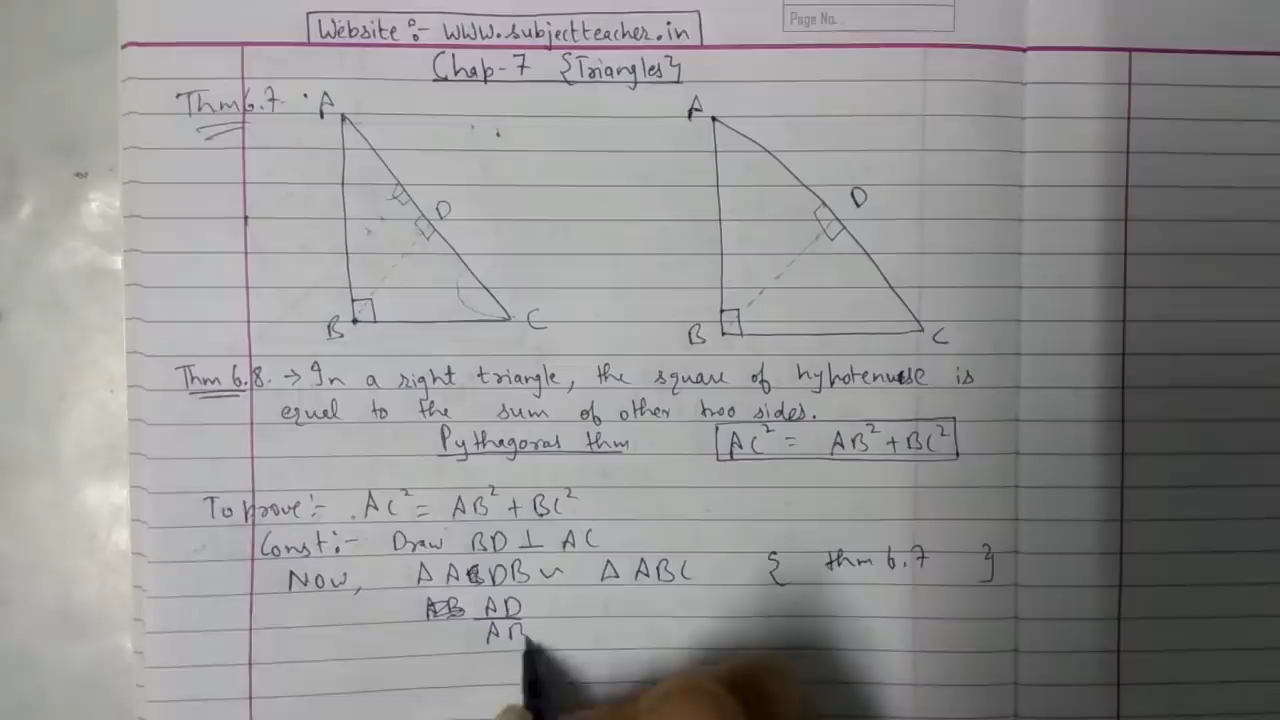 Website :- www.subjectteacher.in
Page No.
Chap-7 {Triangles}
Thm 6.7
A
A
D
D
B
C
B
C
Thm 6.8. → In a right triangle, the square of hyhotenuse is
equal to the sum of other two sides.
Pythagoras thm AC² = AB² + BC²
To prove :- AC² = AB² + BC²
Const :- Draw BD ⊥ AC
Now, Δ ADB ~ Δ ABC { thm 6.7 }
AD
AB